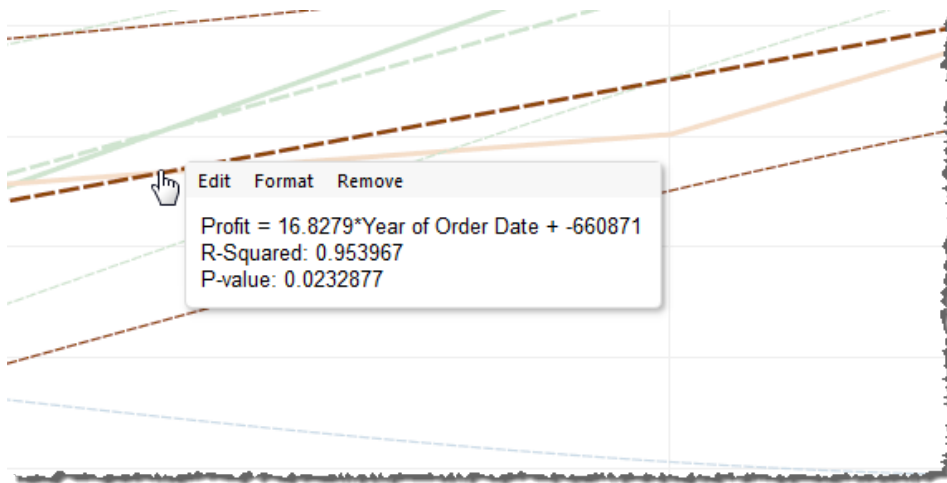 Edit Format Remove
Profit = 16.8279*Year of Order Date + -660871
R-Squared: 0.953967
P-value: 0.0232877